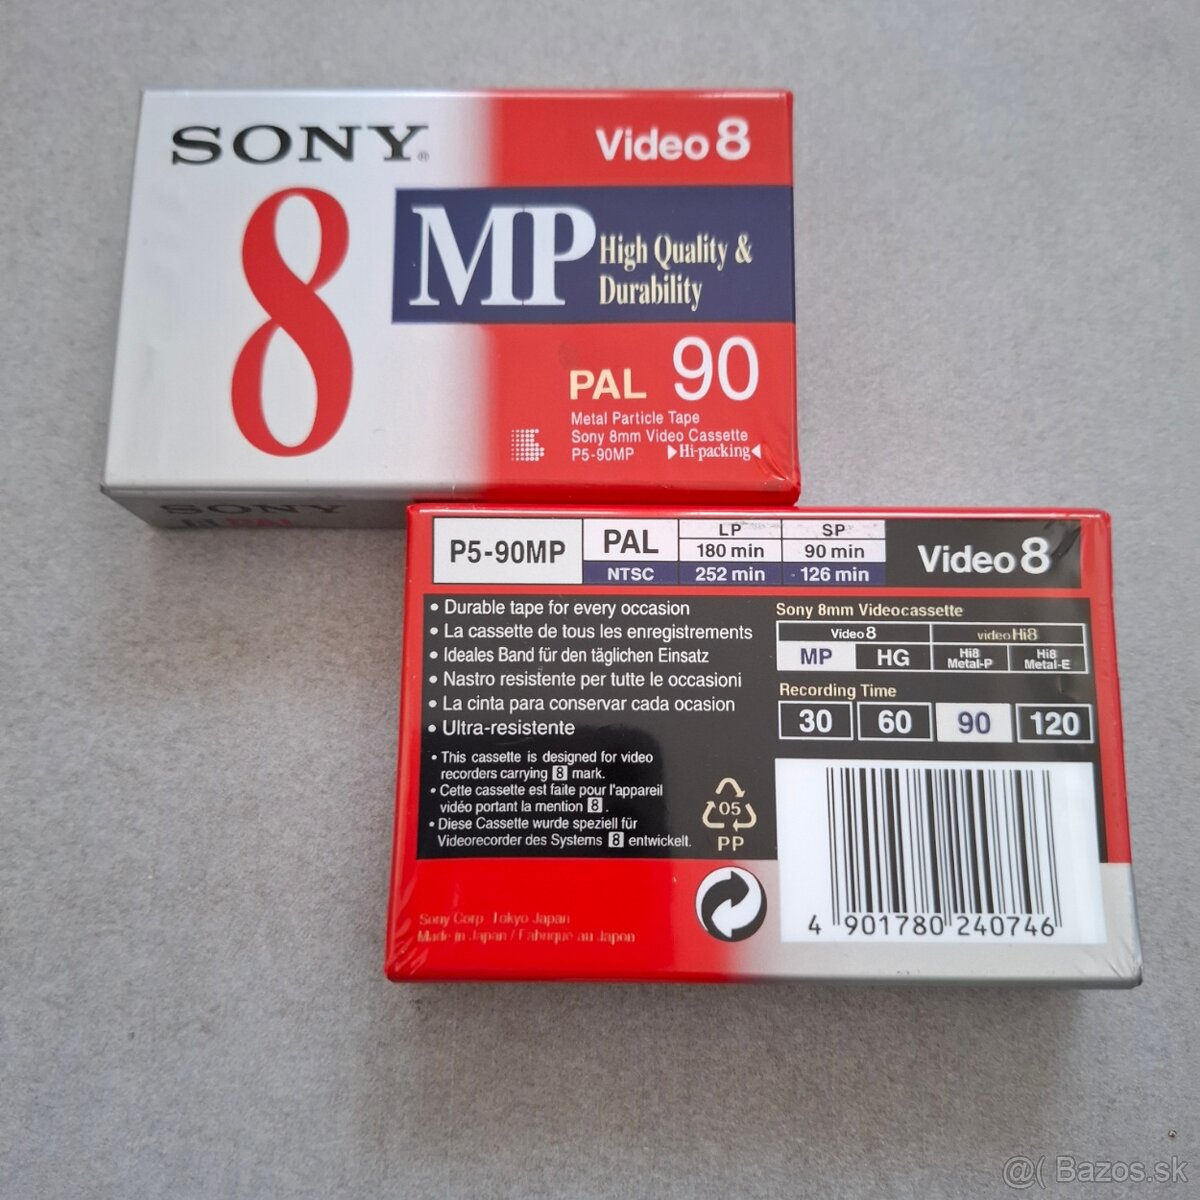 SONY®
Video 8
8
MP
High Quality &
Durability
PAL 90
Metal Particle Tape
Sony 8mm Video Cassette
P5-90MP ▶Hi-packing◀
SONY
PAL
P5-90MP
PAL
LP
SP
180 min
90 min
NTSC
252 min
126 min
Video 8
• Durable tape for every occasion
• La cassette de tous les enregistrements
• Ideales Band für den täglichen Einsatz
• Nastro resistente per tutte le occasioni
• La cinta para conservar cada ocasion
• Ultra-resistente
• This cassette is designed for video
recorders carrying 8 mark.
• Cette cassette est faite pour l'appareil
vidéo portant la mention 8.
• Diese Cassette wurde speziell für
Videorecorder des Systems 8 entwickelt.
Sony 8mm Videocassette
Video 8
video Hi8
MP
HG
Hi8
Metal-P
Hi8
Metal-E
Recording Time
30 60 90 120
05
PP
Sony Corp Tokyo Japan
Made in Japan / Fabriqué au Japon
4 901780 240746
@( Bazos.sk